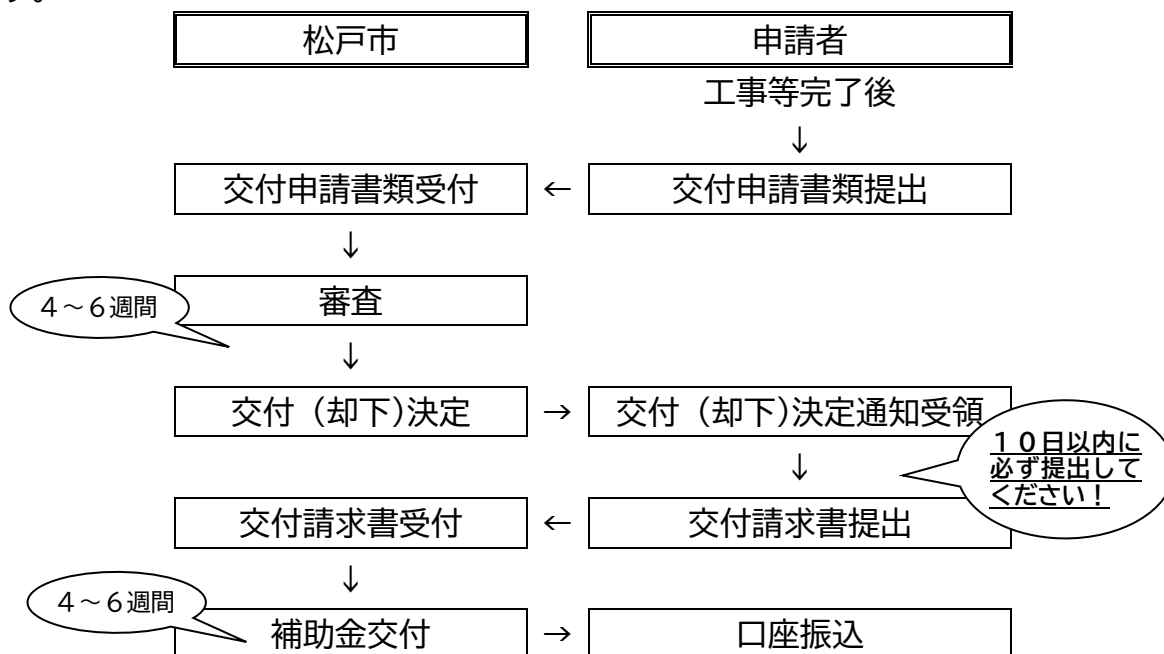 す。
松戸市
申請者
工事等完了後
↓
交付申請書類受付
←
交付申請書類提出
↓
審査
４～６週間
↓
交付（却下)決定
→
交付（却下)決定通知受領
１０日以内に
必ず提出して
ください！
↓
交付請求書受付
←
交付請求書提出
↓
４～６週間
補助金交付
→
口座振込